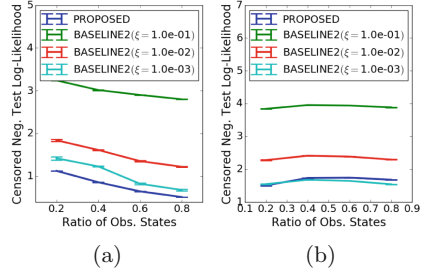 Censored Neg. Test Log-Likelihood
5
4
3
2
1
PROPOSED
BASELINE2(ξ = 1.0e-01)
BASELINE2(ξ = 1.0e-02)
BASELINE2(ξ = 1.0e-03)
0.2 0.4 0.6 0.8
Ratio of Obs. States
(a)
Censored Neg. Test Log-Likelihood
7
6
5
4
3
2
1
PROPOSED
BASELINE2(ξ = 1.0e-01)
BASELINE2(ξ = 1.0e-02)
BASELINE2(ξ = 1.0e-03)
0.1 0.2 0.3 0.4 0.5 0.6 0.7 0.8 0.9
Ratio of Obs. States
(b)